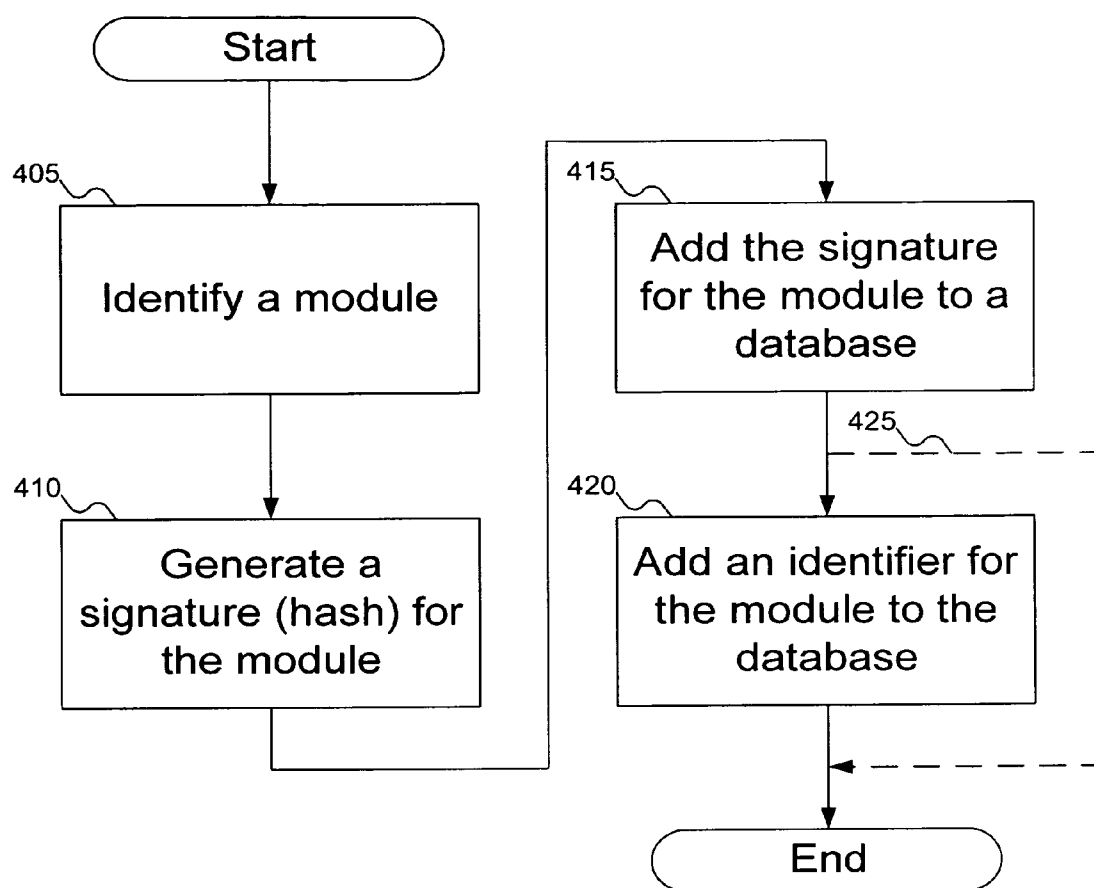 Start
405
Identify a module
410
Generate a
signature (hash) for
the module
415
Add the signature
for the module to a
database
425
420
Add an identifier for
the module to the
database
End